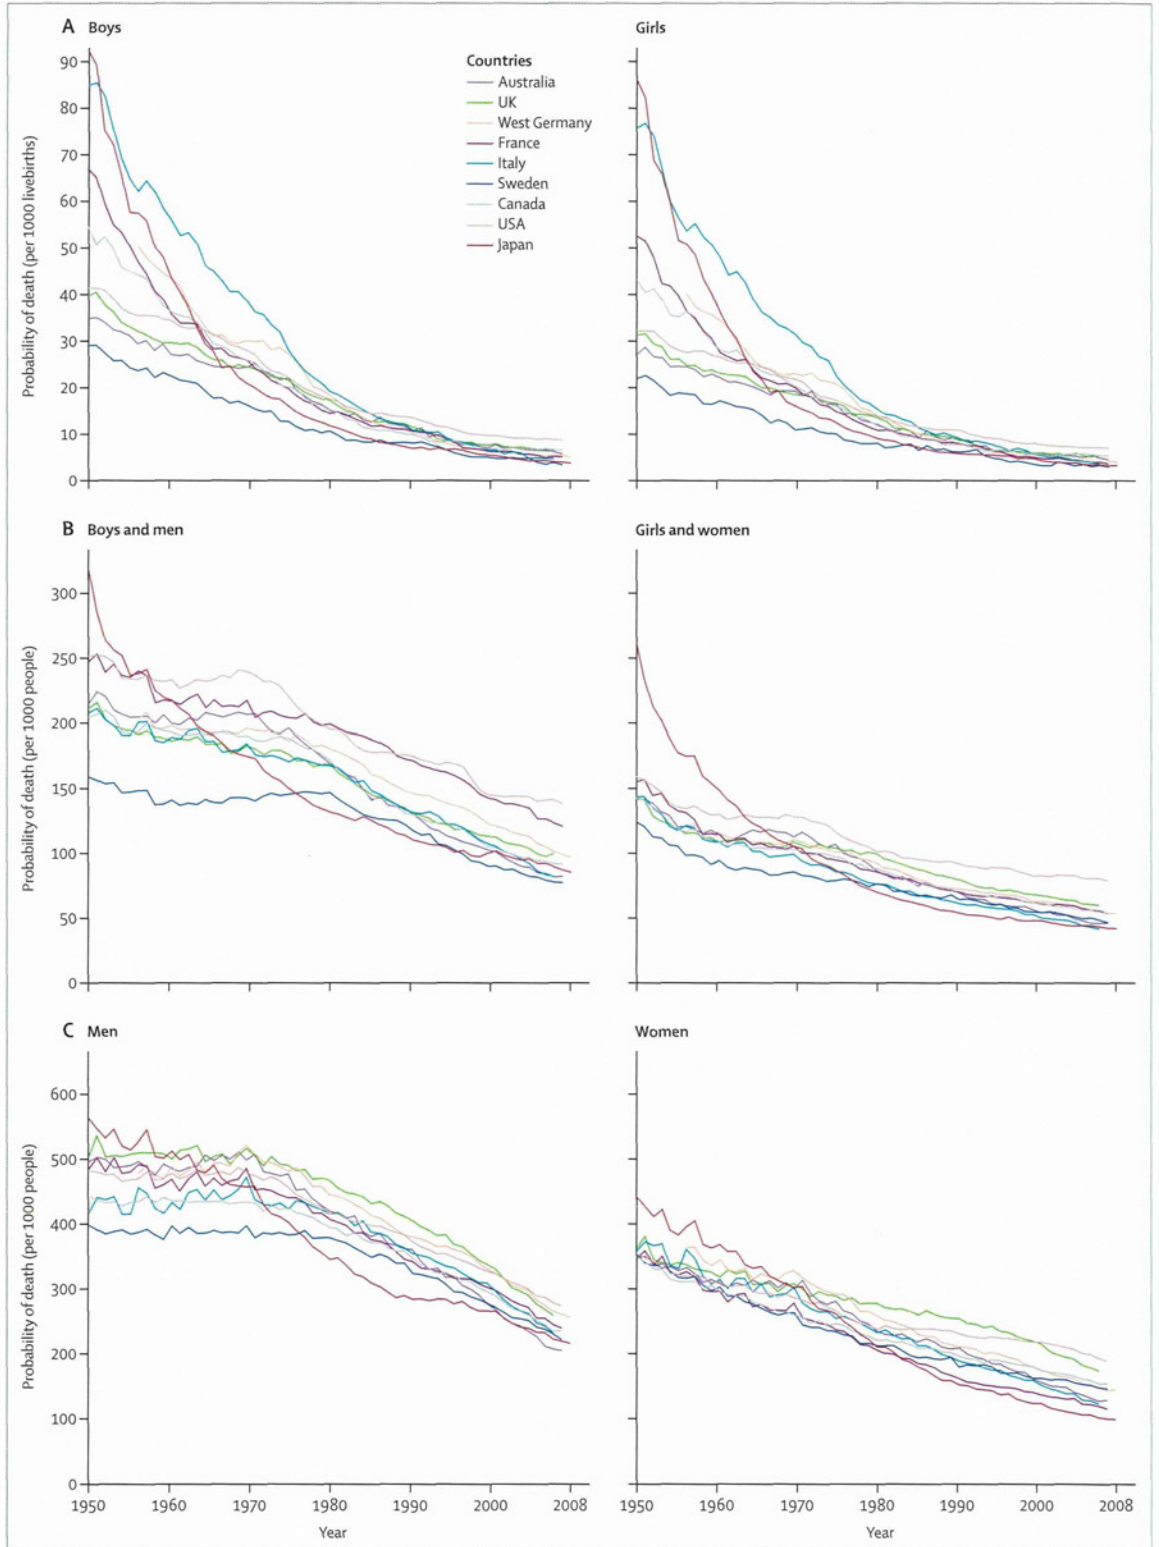 A Boys
Girls
Countries
Australia
UK
West Germany
France
Italy
Sweden
Canada
USA
Japan
Probability of death (per 1000 livebirths)
90
80
70
60
50
40
30
20
10
0
B Boys and men
Girls and women
Probability of death (per 1000 people)
300
250
200
150
100
50
0
C Men
Women
Probability of death (per 1000 people)
600
500
400
300
200
100
0
1950 1960 1970 1980 1990 2000 2008
1950 1960 1970 1980 1990 2000 2008
Year
Year